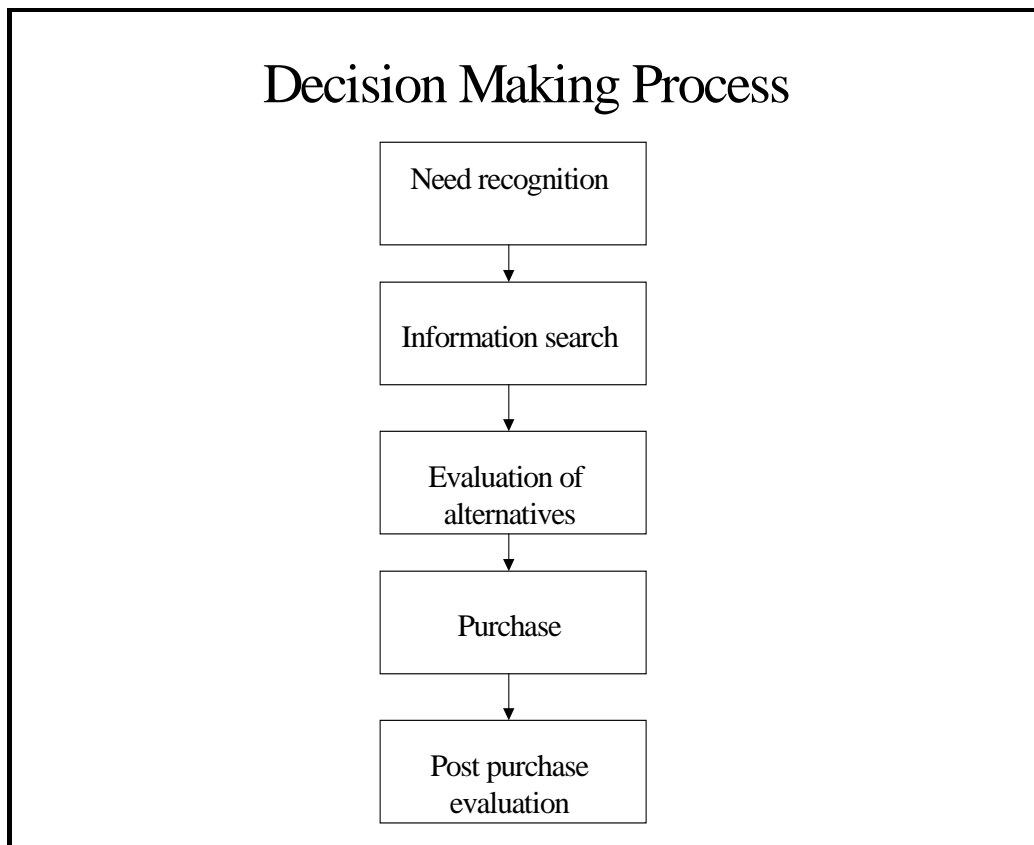 Decision Making Process
Need recognition
Information search
Evaluation of
alternatives
Purchase
Post purchase
evaluation